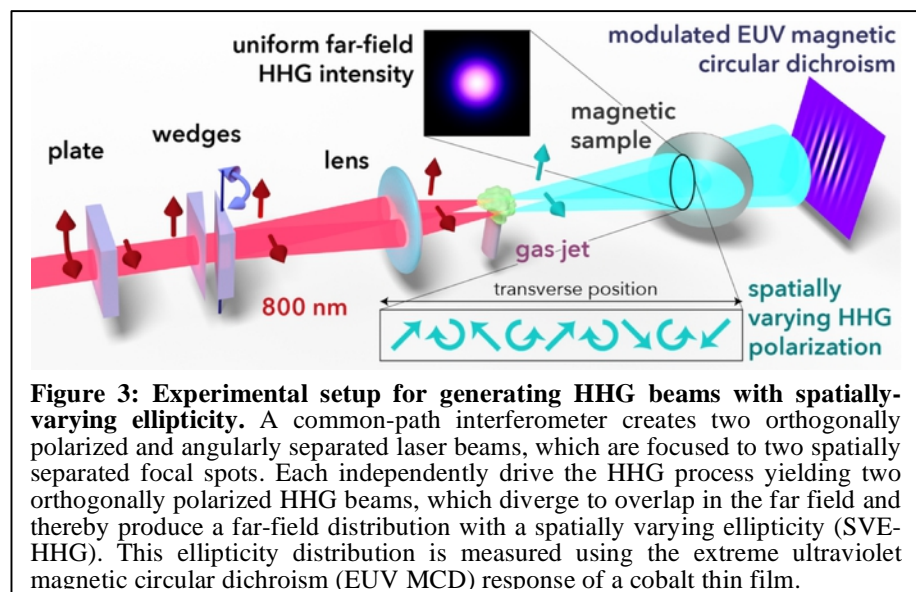 uniform far-field
HHG intensity
modulated EUV magnetic
circular dichroism
magnetic
sample
wedges
plate
lens
gas jet
800 nm
transverse position
spatially
varying HHG
polarization
Figure 3: Experimental setup for generating HHG beams with spatially-
varying ellipticity. A common-path interferometer creates two orthogonally
polarized and angularly separated laser beams, which are focused to two spatially
separated focal spots. Each independently drive the HHG process yielding two
orthogonally polarized HHG beams, which diverge to overlap in the far field and
thereby produce a far-field distribution with a spatially varying ellipticity (SVE-
HHG). This ellipticity distribution is measured using the extreme ultraviolet
magnetic circular dichroism (EUV MCD) response of a cobalt thin film.